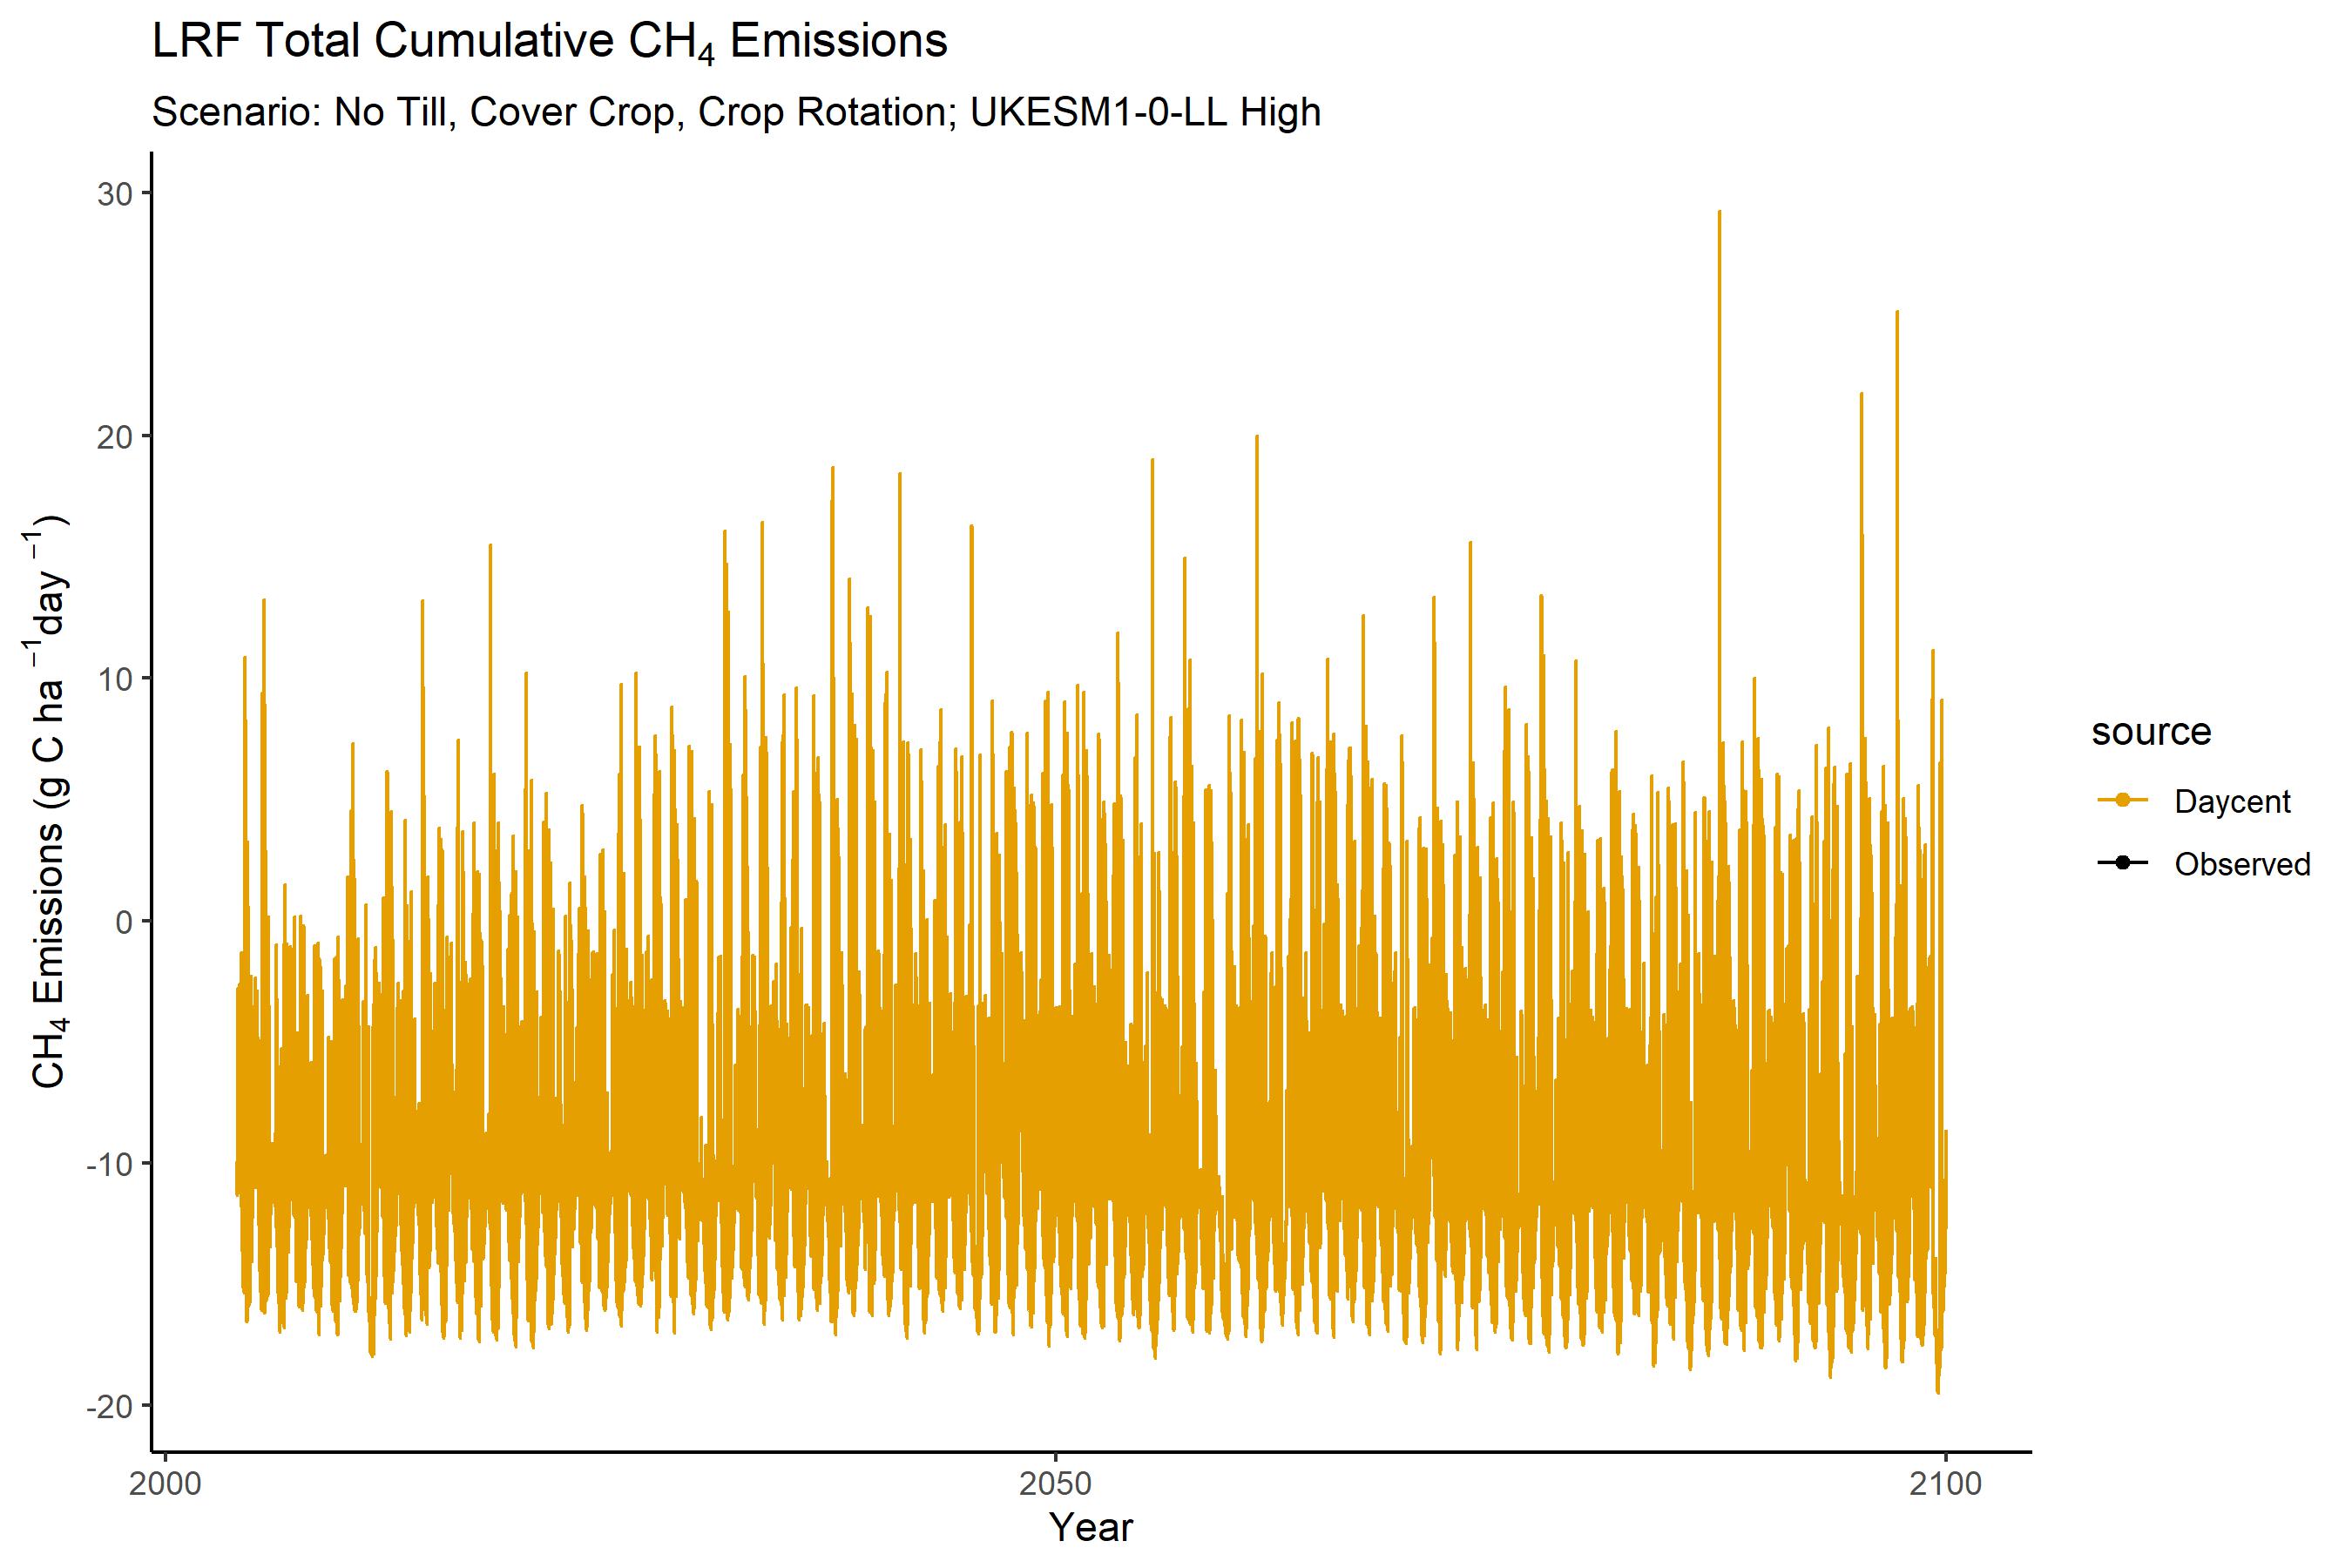 LRF Total Cumulative CH₄ Emissions
Scenario: No Till, Cover Crop, Crop Rotation; UKESM1-0-LL High
CH₄ Emissions (g C ha ⁻¹day ⁻¹)
30
20
10
0
-10
-20
2000
2050
2100
Year
source
Daycent
Observed